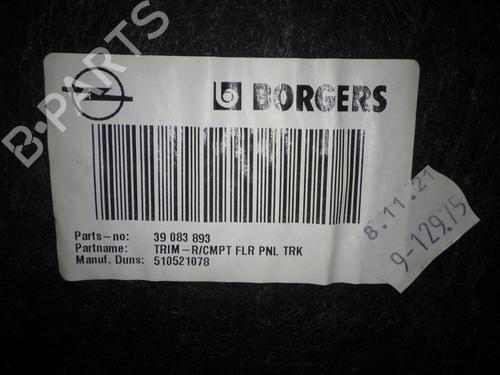 B-PARTS
BORGERS
Parts-no: 39 083 893
Partname: TRIM-R/CMPT FLR PNL TRK
Manuf. Duns: 510521078
8.11.21
9-129.75